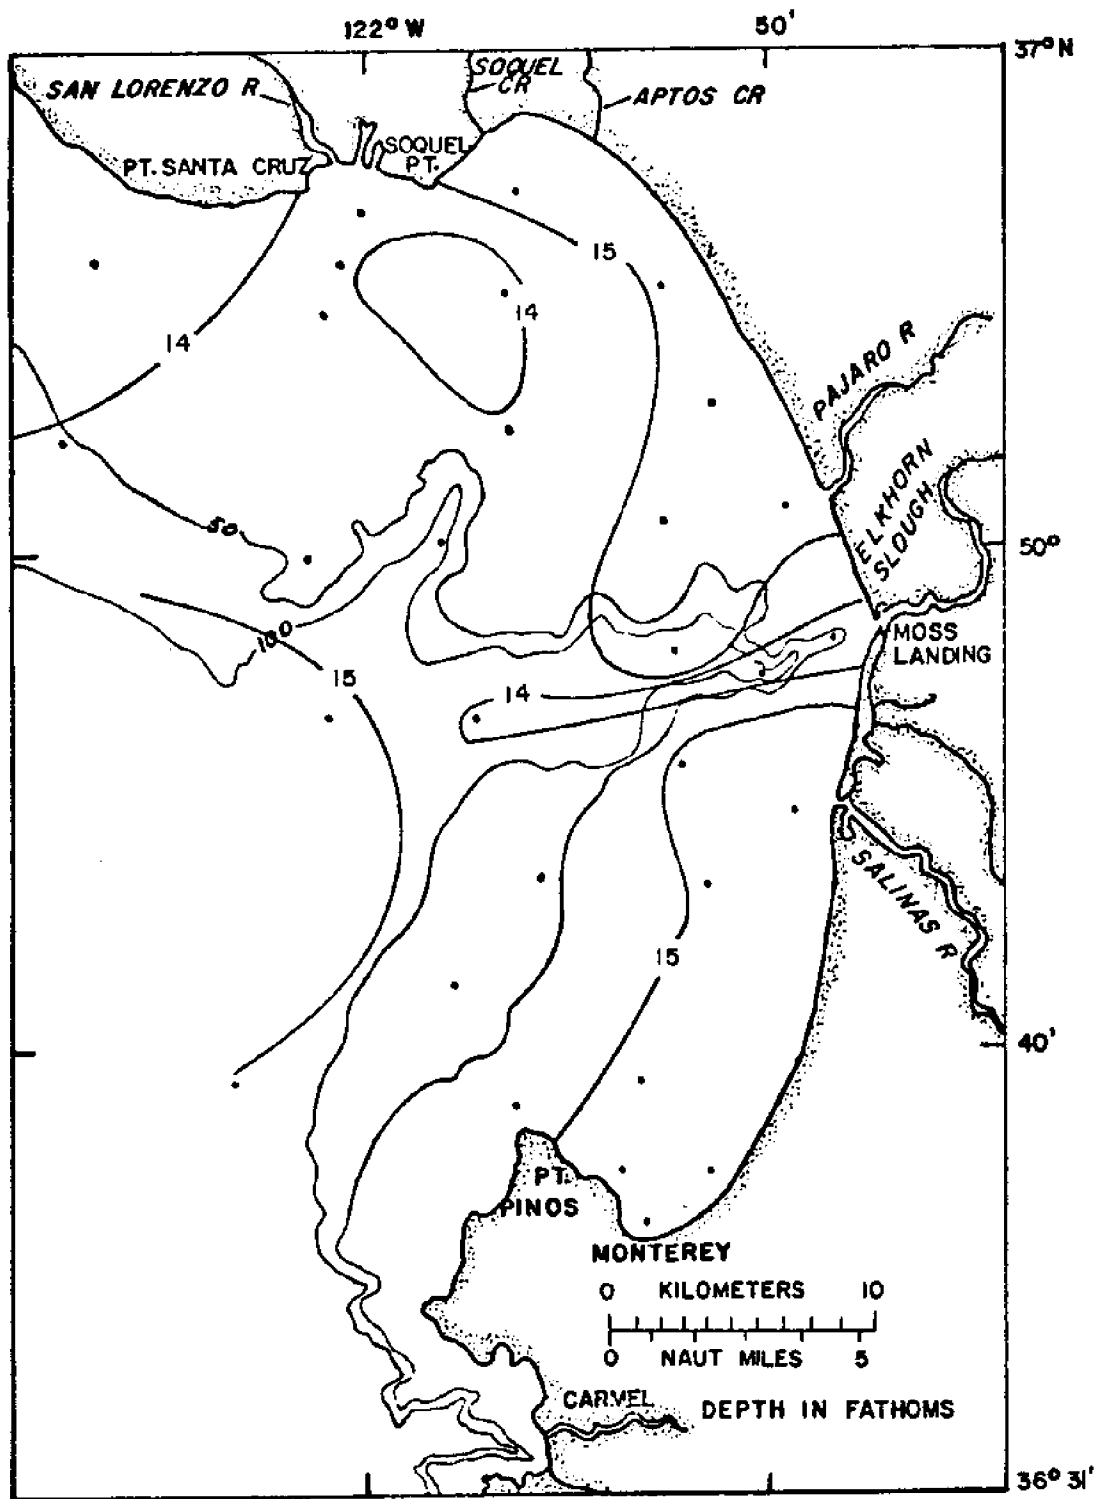 122° W
50'
37° N
SAN LORENZO R
SOQUEL
CR
APTOS CR
PT. SANTA CRUZ
SOQUEL
PT.
15
14
14
PAJARO R
ELKHORN
SLOUGH
50
50°
100
MOSS
LANDING
15
14
SALINAS R
15
40'
PT.
PINOS
MONTEREY
0 KILOMETERS 10
0 NAUT MILES 5
CARMEL
DEPTH IN FATHOMS
36° 31'